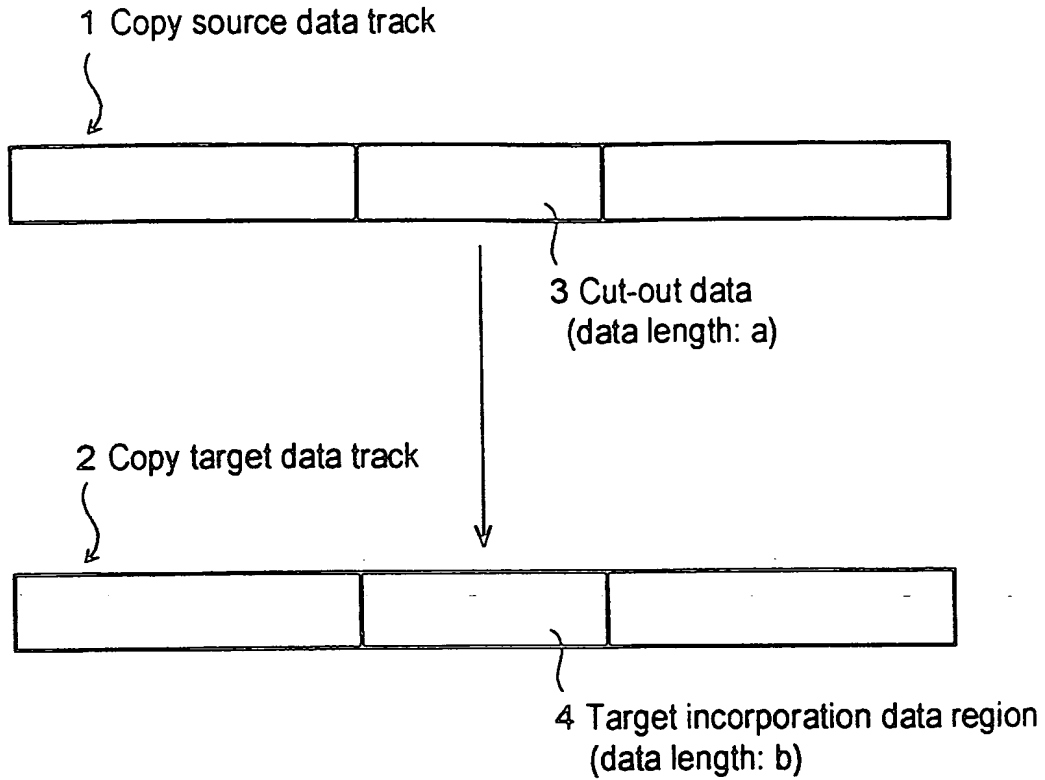 1 Copy source data track
3 Cut-out data
(data length: a)
2 Copy target data track
4 Target incorporation data region
(data length: b)